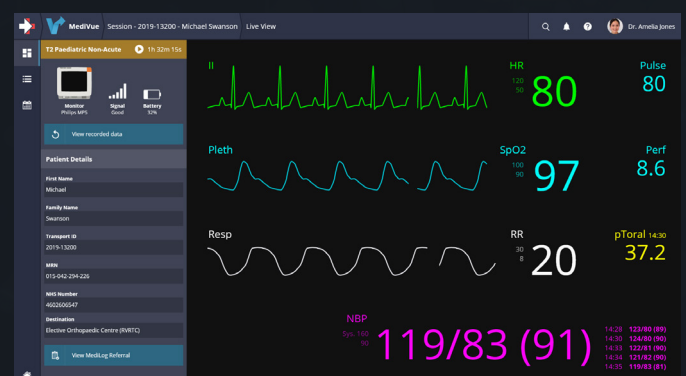 MediVue Session - 2019-13200 - Michael Swanson Live View Dr. Amelia Jones
T2 Paediatric Non-Acute 1h 32m 15s
Monitor
Philips MP5
Signal
Good
Battery
32%
View recorded data
Patient Details
First Name
Michael
Family Name
Swanson
Transport ID
2019-13200
MRN
015-042-294-226
NHS Number
4602606547
Destination
Elective Orthopaedic Centre (RVRTC)
View MediLog Referral
II
HR
120
50
80
Pulse
80
Pleth
SpO2
100
90
97
Perf
8.6
Resp
RR
30
8
20
pToral 14:30
37.2
NBP
Sys. 160
90
119/83 (91)
14:28 123/80 (89)
14:30 124/80 (90)
14:33 122/81 (90)
14:34 121/82 (90)
14:35 119/83 (91)